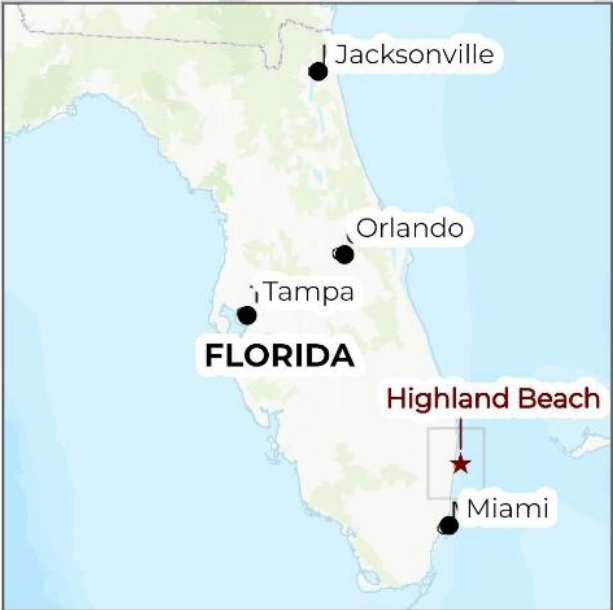 Jacksonville
Orlando
Tampa
FLORIDA
Highland Beach
Miami